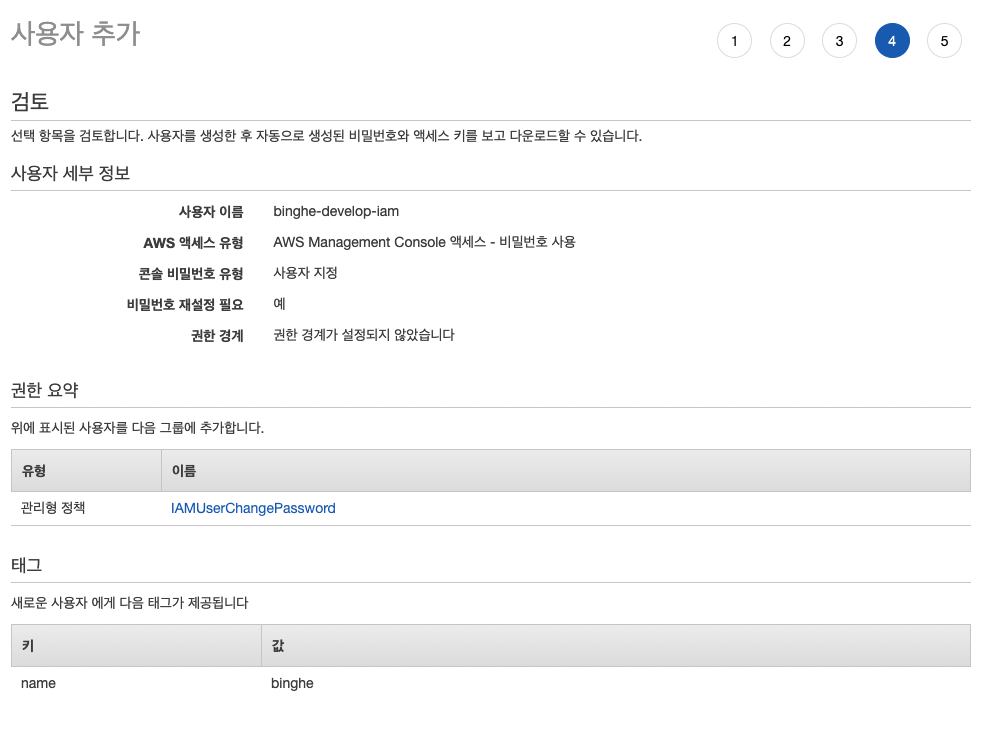 사용자 추가
1 2 3 4 5
검토
선택 항목을 검토합니다. 사용자를 생성한 후 자동으로 생성된 비밀번호와 액세스 키를 보고 다운로드할 수 있습니다.
사용자 세부 정보
사용자 이름 binghe-develop-iam
AWS 액세스 유형 AWS Management Console 액세스 - 비밀번호 사용
콘솔 비밀번호 유형 사용자 지정
비밀번호 재설정 필요 예
권한 경계 권한 경계가 설정되지 않았습니다
권한 요약
위에 표시된 사용자를 다음 그룹에 추가합니다.
유형 이름
관리형 정책 IAMUserChangePassword
태그
새로운 사용자 에게 다음 태그가 제공됩니다
키 값
name binghe